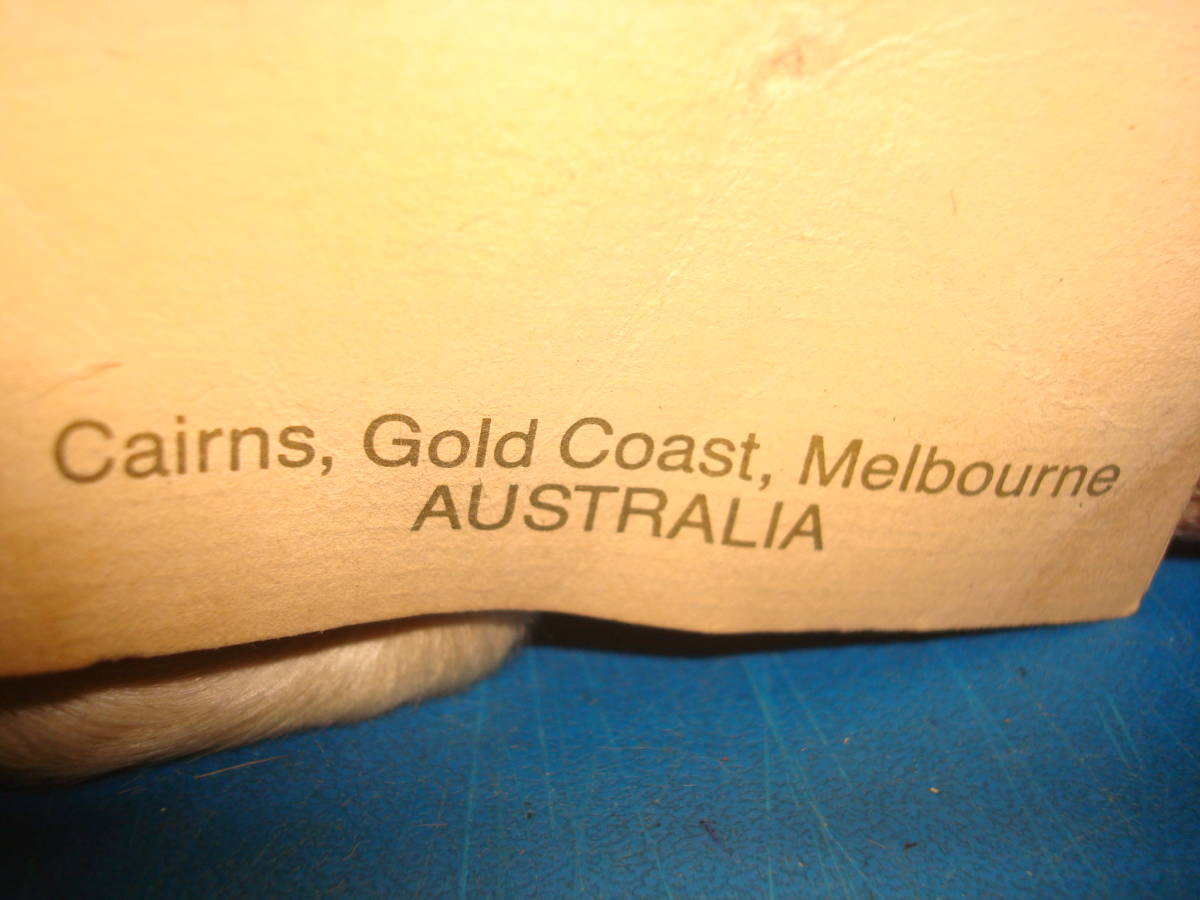 Cairns, Gold Coast, Melbourne
AUSTRALIA